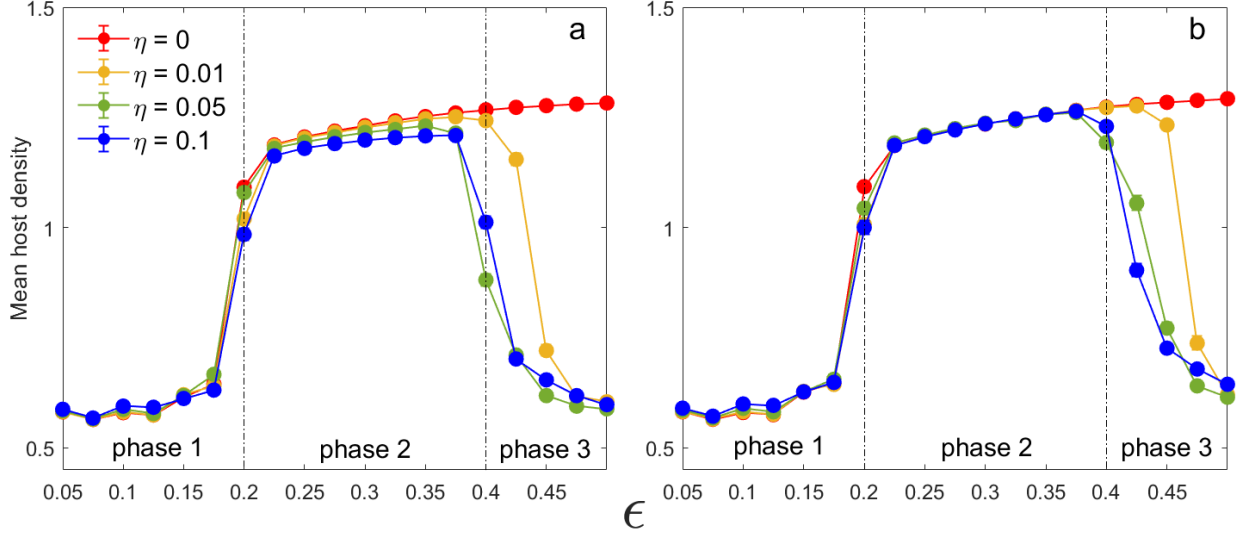 1.5
1
0.5
Mean host density
a
η = 0
η = 0.01
η = 0.05
η = 0.1
phase 1
phase 2
phase 3
0.05
0.1
0.15
0.2
0.25
0.3
0.35
0.4
0.45
1.5
1
0.5
b
phase 1
phase 2
phase 3
0.05
0.1
0.15
0.2
0.25
0.3
0.35
0.4
0.45
ϵ